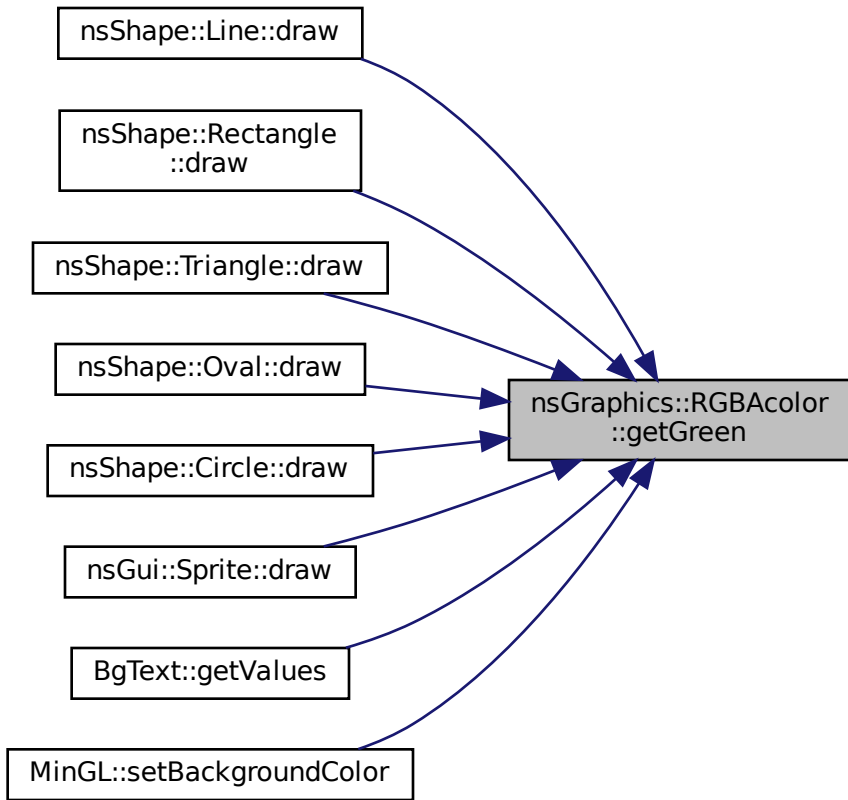 nsShape::Line::draw
nsShape::Rectangle
::draw
nsShape::Triangle::draw
nsShape::Oval::draw
nsGraphics::RGBAcolor
::getGreen
nsShape::Circle::draw
nsGui::Sprite::draw
BgText::getValues
MinGL::setBackgroundColor